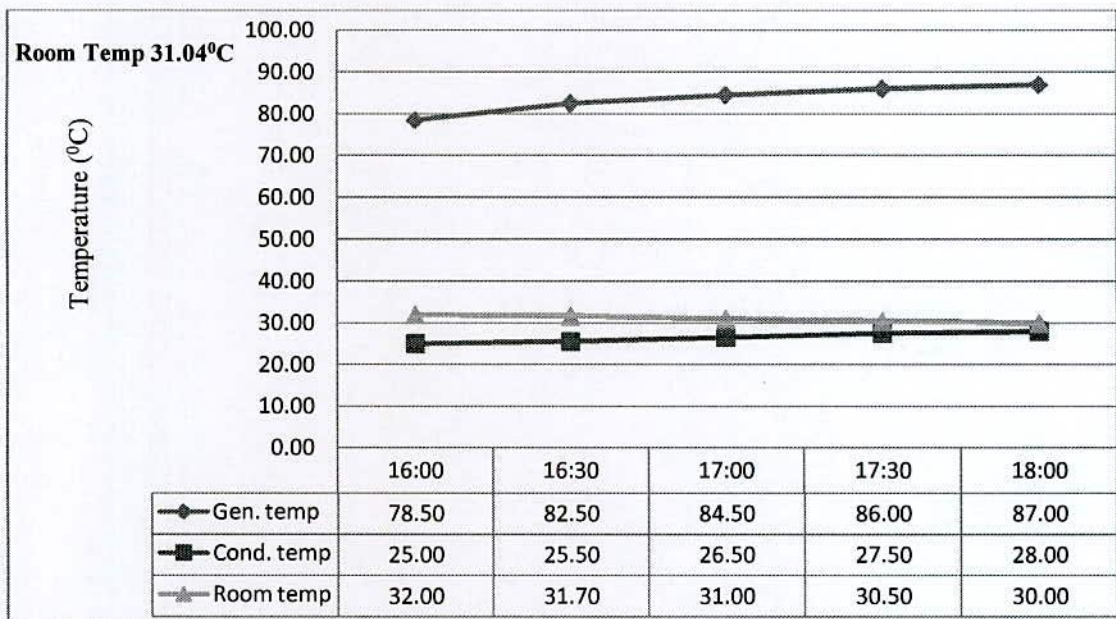 Room Temp 31.04⁰C
Temperature (⁰C)
100.00
90.00
80.00
70.00
60.00
50.00
40.00
30.00
20.00
10.00
0.00
16:00 16:30 17:00 17:30 18:00
Gen. temp 78.50 82.50 84.50 86.00 87.00
Cond. temp 25.00 25.50 26.50 27.50 28.00
Room temp 32.00 31.70 31.00 30.50 30.00